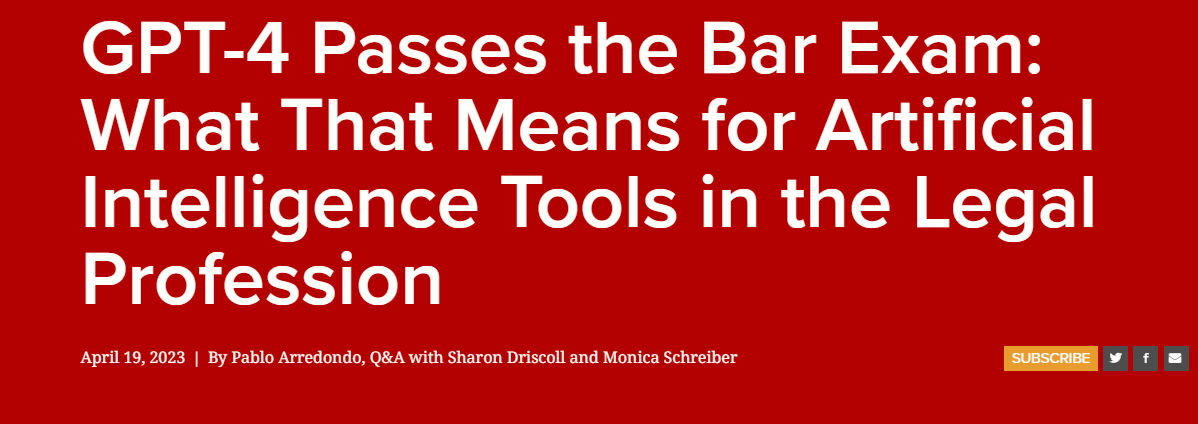 GPT-4 Passes the Bar Exam:
What That Means for Artificial
Intelligence Tools in the Legal
Profession
April 19, 2023 | By Pablo Arredondo, Q&A with Sharon Driscoll and Monica Schreiber
SUBSCRIBE